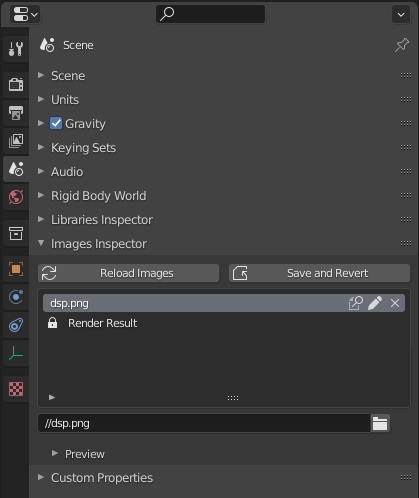 Scene
Scene
Units
Gravity
Keying Sets
Audio
Rigid Body World
Libraries Inspector
Images Inspector
Reload Images Save and Revert
dsp.png
Render Result
//dsp.png
Preview
Custom Properties